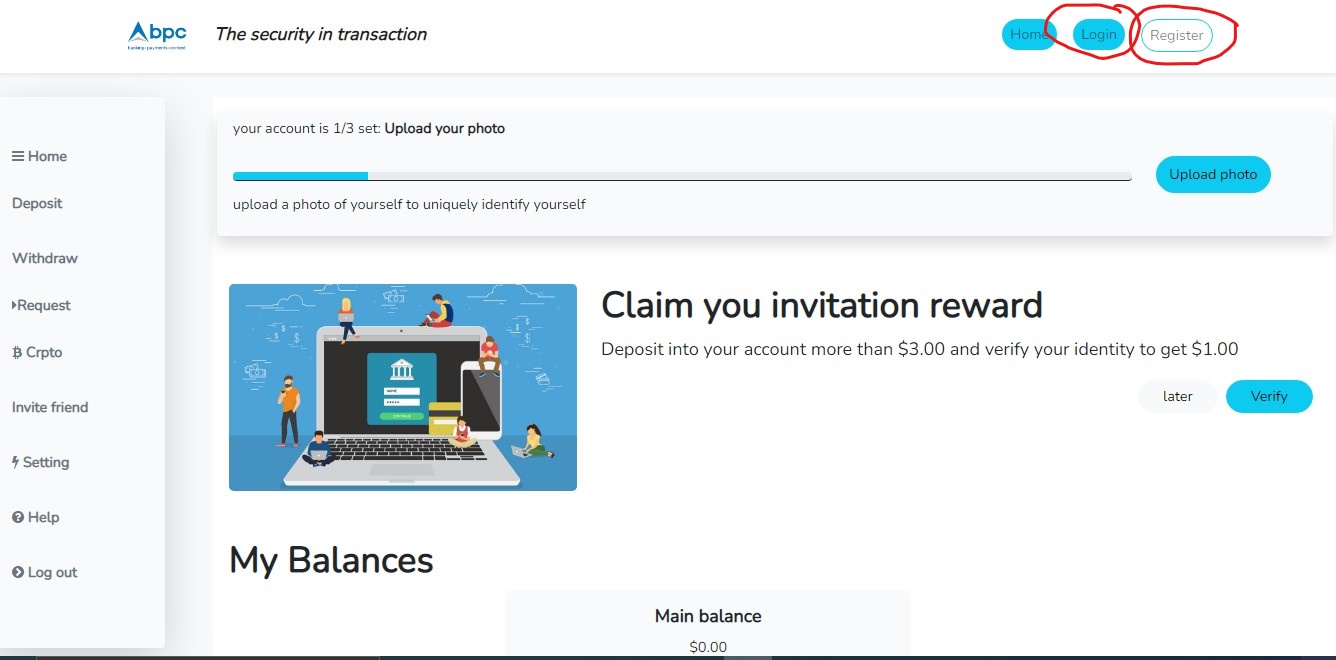 bpc
banking • payments • context
The security in transaction
Home
Login
Register
Home
Deposit
Withdraw
Request
Crpto
Invite friend
Setting
Help
Log out
your account is 1/3 set: Upload your photo
Upload photo
upload a photo of yourself to uniquely identify yourself
NAME
CONTINUE
Claim you invitation reward
Deposit into your account more than $3.00 and verify your identity to get $1.00
later
Verify
My Balances
Main balance
$0.00